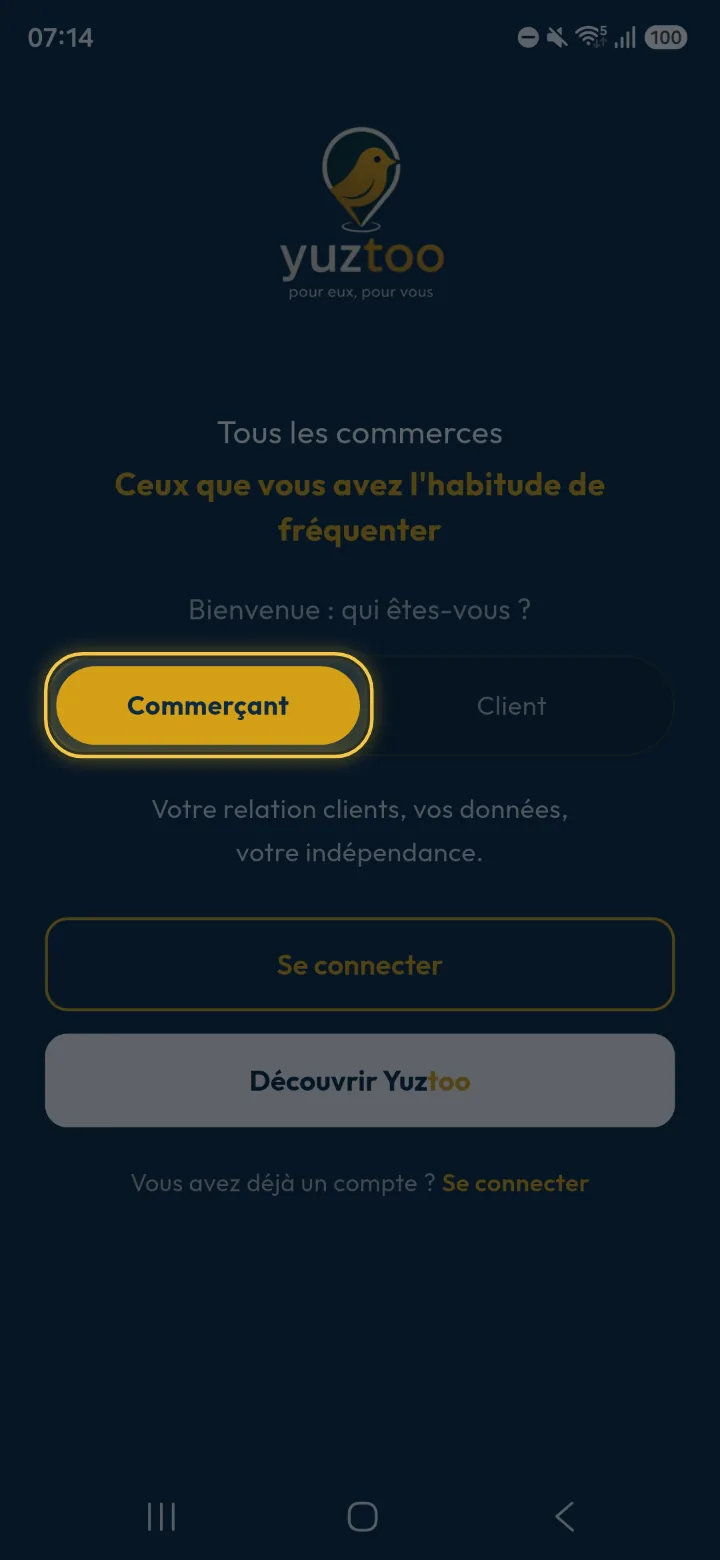 07:14
5
100
yuztoo
pour eux, pour vous
Tous les commerces
Ceux que vous avez l'habitude de
fréquenter
Bienvenue : qui êtes-vous ?
Commerçant
Client
Votre relation clients, vos données,
votre indépendance.
Se connecter
Découvrir Yuztoo
Vous avez déjà un compte ? Se connecter